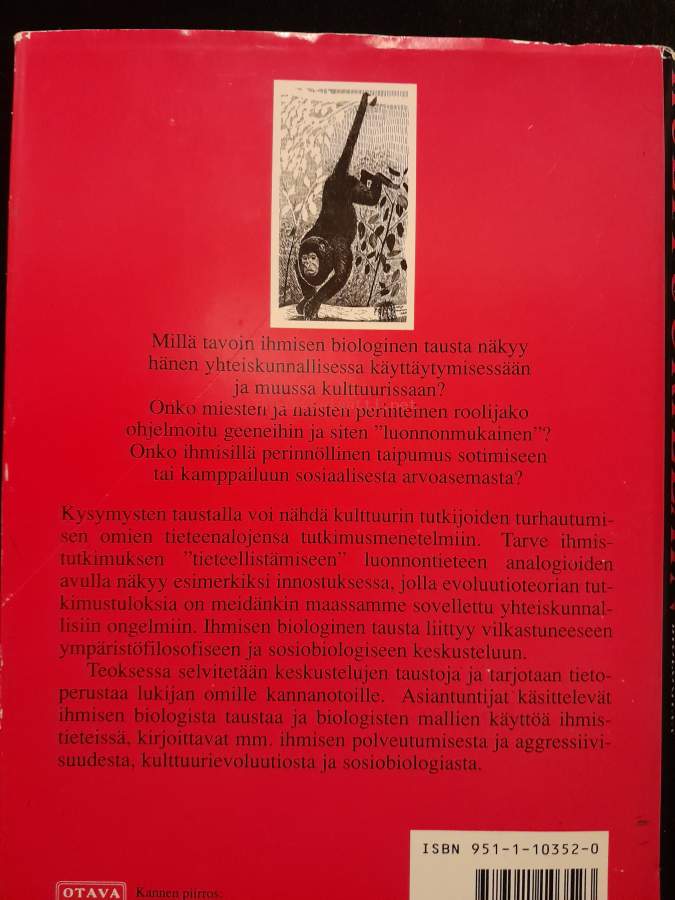 Millä tavoin ihmisen biologinen tausta näkyy
hänen yhteiskunnallisessa käyttäytymisessään
ja muussa kulttuurissaan?
Onko miesten ja naisten perinteinen roolijako
ohjelmoitu geeneihin ja siten "luonnonmukainen"?
Onko ihmisillä perinnöllinen taipumus sotimiseen
tai kamppailuun sosiaalisesta arvoasemasta?
Kysymysten taustalla voi nähdä kulttuurin tutkijoiden turhautumi-
sen omien tieteenalojensa tutkimusmenetelmiin. Tarve ihmis-
tutkimuksen "tieteellistämiseen" luonnontieteen analogioiden
avulla näkyy esimerkiksi innostuksessa, jolla evoluutioteorian tut-
kimustuloksia on meidänkin maassamme sovellettu yhteiskunnal-
lisiin ongelmiin. Ihmisen biologinen tausta liittyy vilkastuneeseen
ympäristöfilosofiseen ja sosiobiologiseen keskusteluun.
Teoksessa selvitetään keskustelujen taustoja ja tarjotaan tieto-
perustaa lukijan omille kannanotoille. Asiantuntijat käsittelevät
ihmisen biologista taustaa ja biologisten mallien käyttöä ihmis-
tieteissä, kirjoittavat mm. ihmisen polveutumisesta ja aggressiivi-
suudesta, kulttuurievoluutiosta ja sosiobiologiasta.
ISBN 951-1-10352-0
OTAVA Kannen piirros: